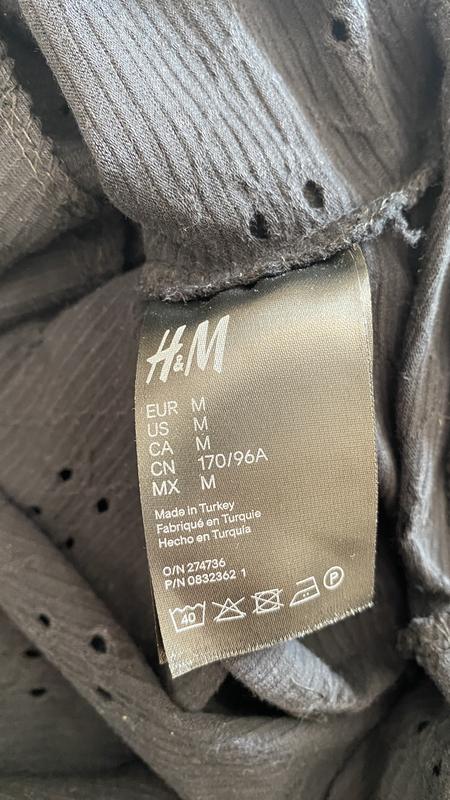 H&M
EUR M
US M
CA M
CN 170/96A
MX M
Made in Turkey
Fabriqué en Turquie
Hecho en Turquía
O/N 274736
P/N 0832362 1
40 P